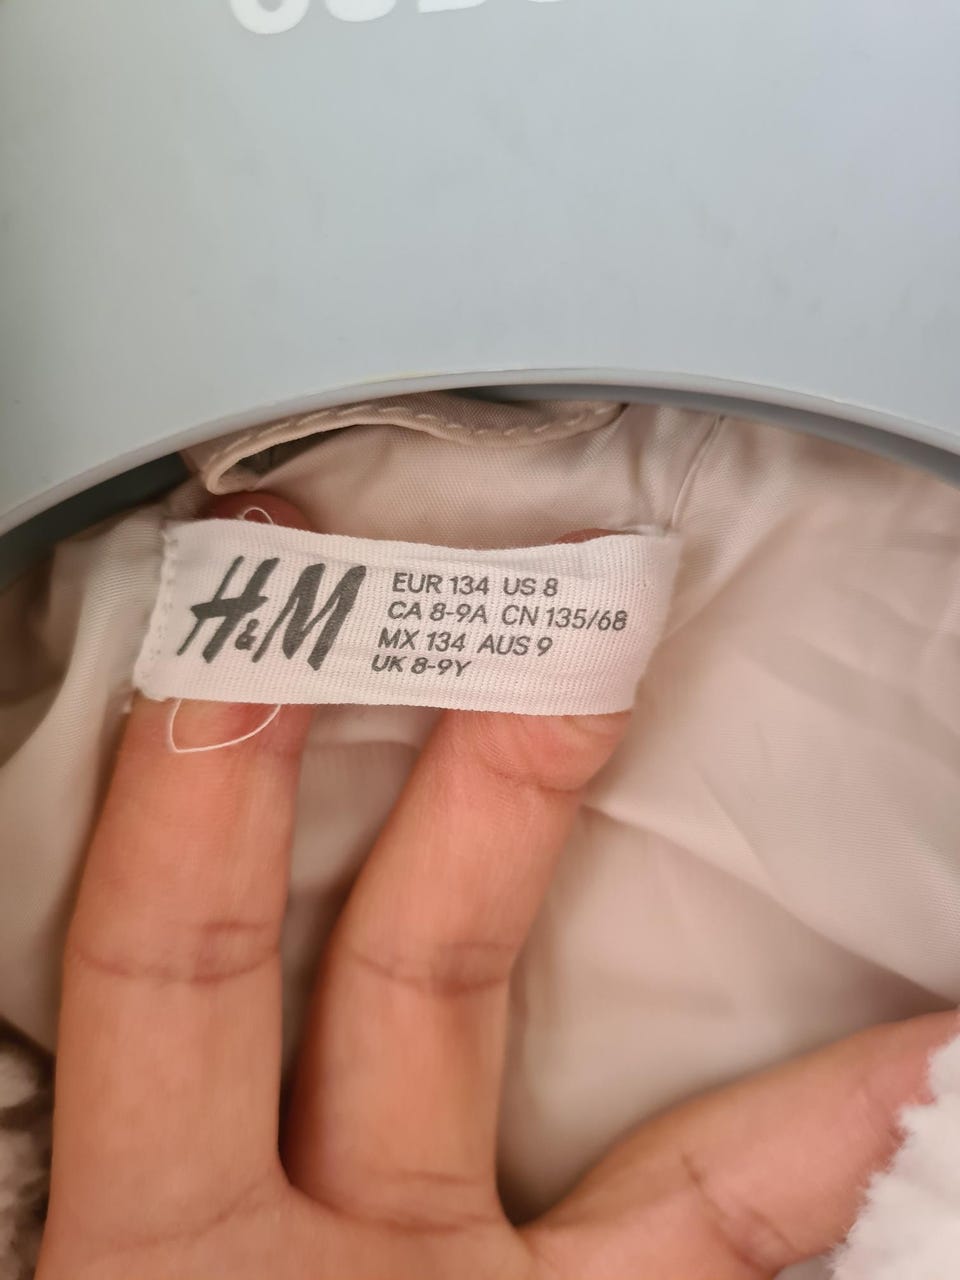 H&M
EUR 134 US 8
CA 8-9A CN 135/68
MX 134 AUS 9
UK 8-9Y